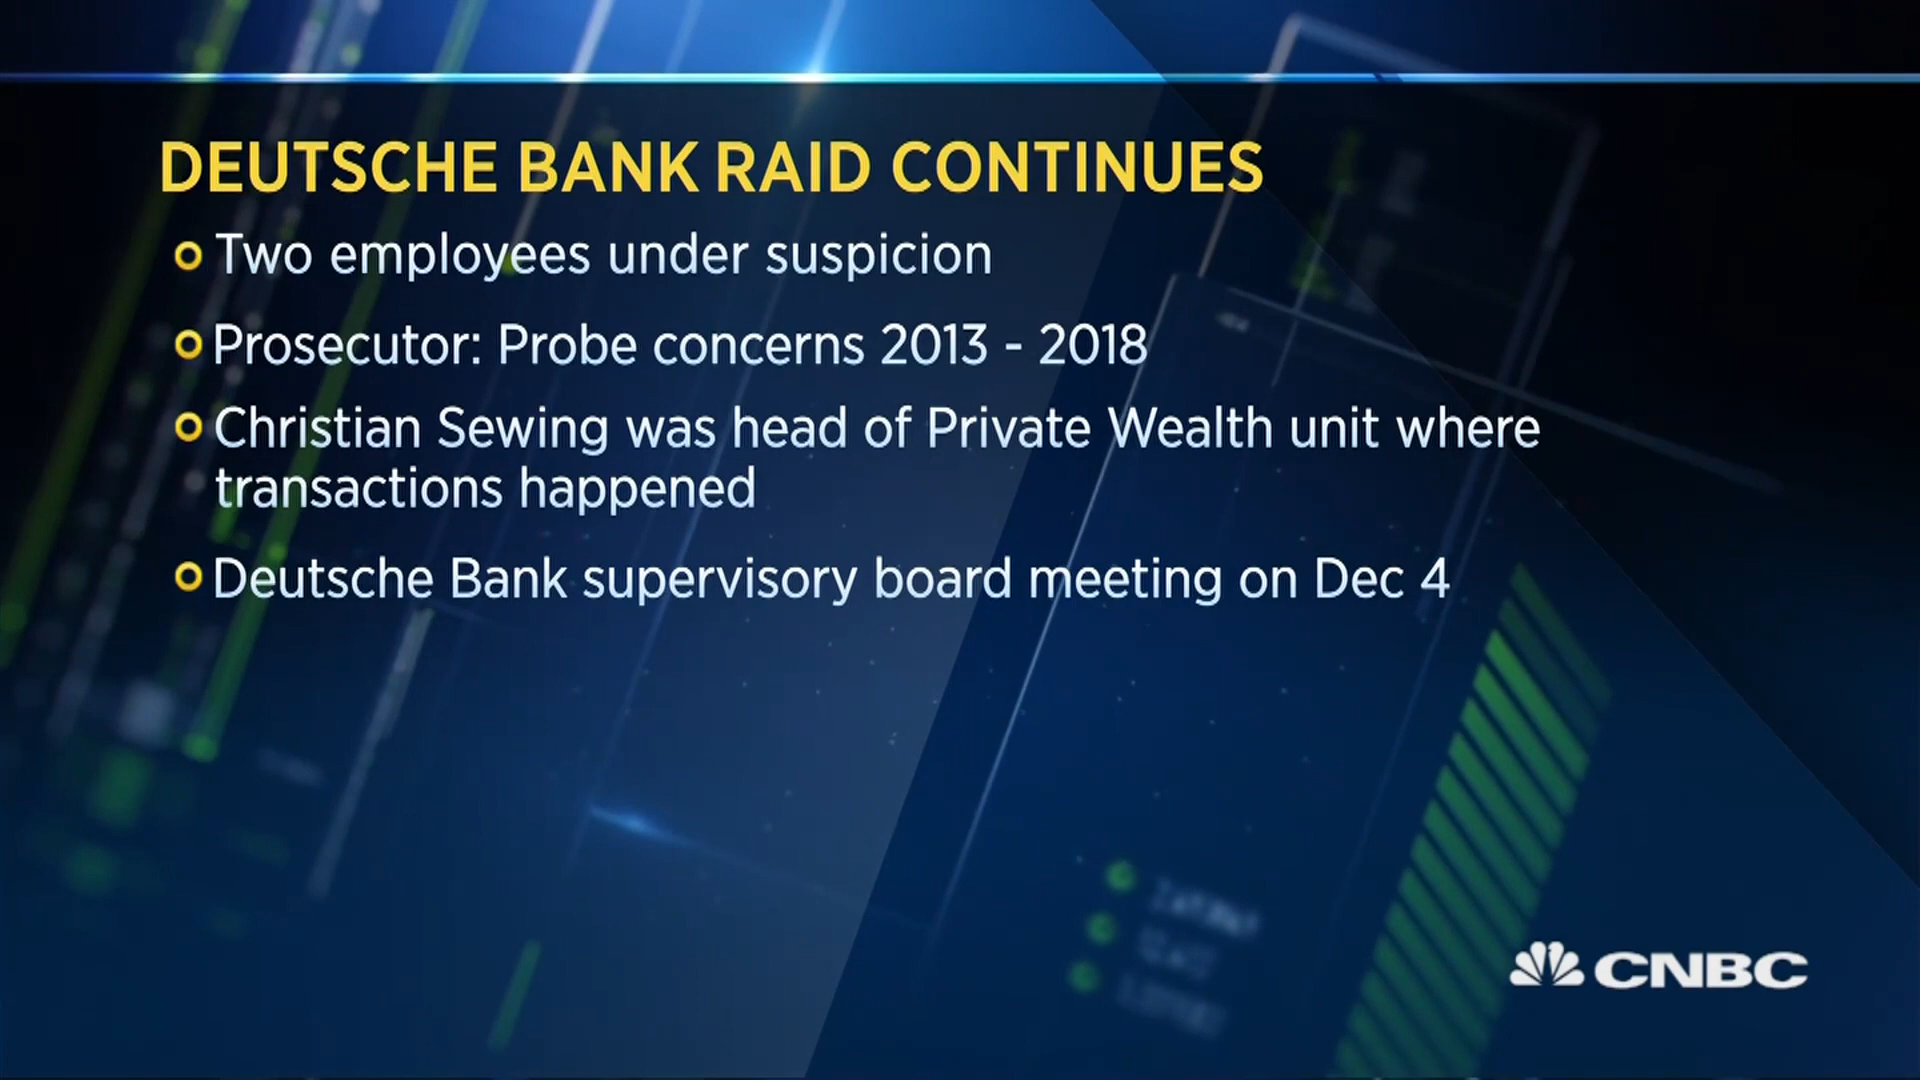 DEUTSCHE BANK RAID CONTINUES
Two employees under suspicion
Prosecutor: Probe concerns 2013 - 2018
Christian Sewing was head of Private Wealth unit where
transactions happened
Deutsche Bank supervisory board meeting on Dec 4
CNBC